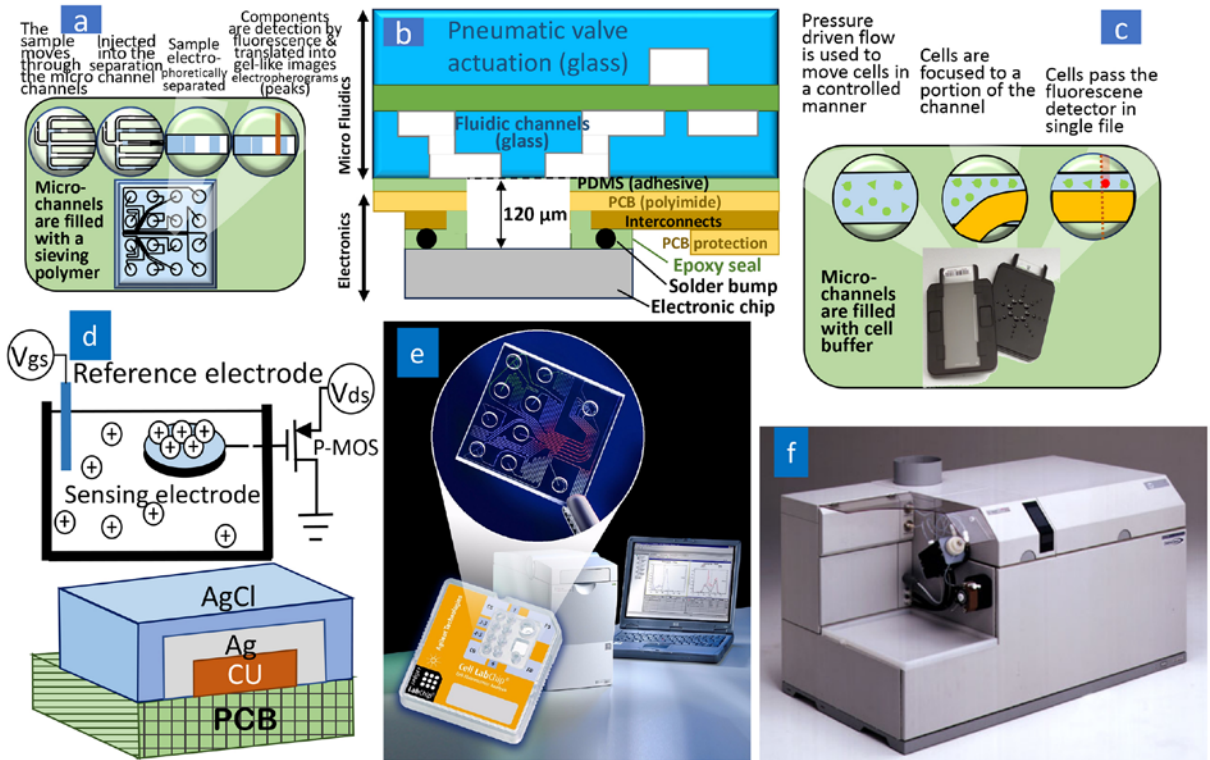 a
The
sample
moves
through
the micro
channels
Injected
into the
separation
channel
Sample
electro-
phoretically
separated
Components
are detection by
fluorescence &
translated into
gel-like images
electropherograms
(peaks)
Micro-
channels
are filled
with a
sieving
polymer
b
Micro Fluidics
Electronics
Pneumatic valve
actuation (glass)
Fluidic channels
(glass)
PDMS (adhesive)
PCB (polyimide)
120 μm
Interconnects
PCB protection
Epoxy seal
Solder bump
Electronic chip
c
Pressure
driven flow
is used to
move cells in
a controlled
manner
Cells are
focused to a
portion of the
channel
Cells pass the
fluorescene
detector in
single file
Micro-
channels
are filled
with cell
buffer
d
Vgs
Reference electrode
Vds
P-MOS
Sensing electrode
+
+
+
+
+
+
+
+
+
+
+
AgCl
Ag
CU
PCB
e
Agilent Technologies
Cell LabChip®
LabChip
f